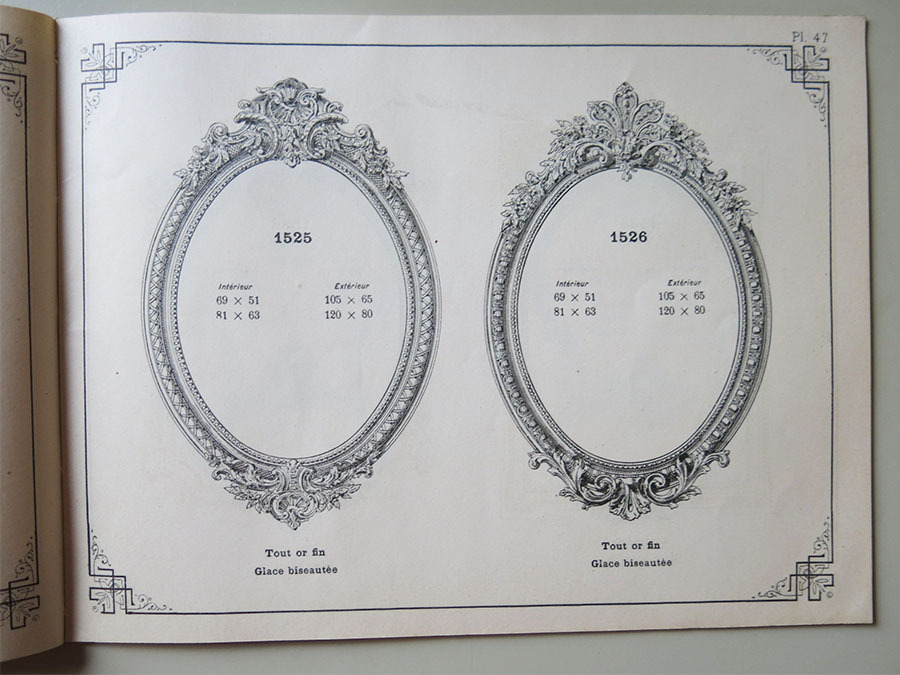 Pl. 47
1525
Intérieur Extérieur
69 × 51 105 × 65
81 × 63 120 × 80
Tout or fin
Glace biseautée
1526
Intérieur Extérieur
69 × 51 105 × 65
81 × 63 120 × 80
Tout or fin
Glace biseautée